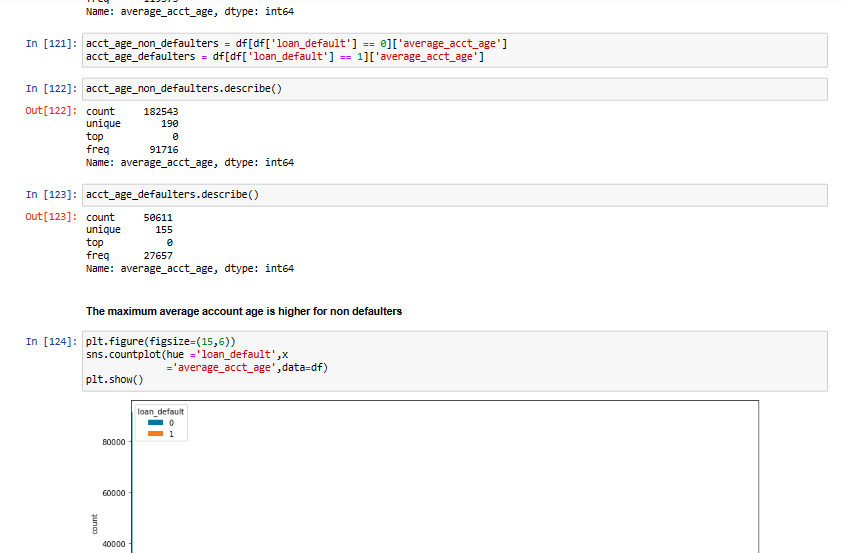 Name: average_acct_age, dtype: int64
In [121]: acct_age_non_defaulters = df[df['loan_default'] == 0]['average_acct_age']
acct_age_defaulters = df[df['loan_default'] == 1]['average_acct_age']
In [122]: acct_age_non_defaulters.describe()
Out[122]: count 182543
unique 190
top 0
freq 91716
Name: average_acct_age, dtype: int64
In [123]: acct_age_defaulters.describe()
Out[123]: count 50611
unique 155
top 0
freq 27657
Name: average_acct_age, dtype: int64
The maximum average account age is higher for non defaulters
In [124]: plt.figure(figsize=(15,6))
sns.countplot(hue ='loan_default',x
='average_acct_age',data=df)
plt.show()
loan_default
0
1
80000
60000
count
40000